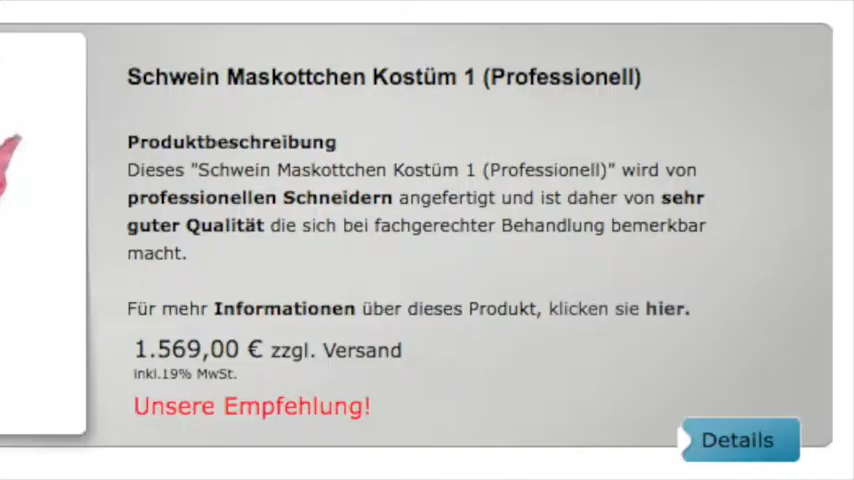 Schwein Maskottchen Kostüm 1 (Professionell)
Produktbeschreibung
Dieses "Schwein Maskottchen Kostüm 1 (Professionell)" wird von
professionellen Schneidern angefertigt und ist daher von sehr
guter Qualität die sich bei fachgerechter Behandlung bemerkbar
macht.
Für mehr Informationen über dieses Produkt, klicken sie hier.
1.569,00 € zzgl. Versand
inkl.19% MwSt.
Unsere Empfehlung!
Details